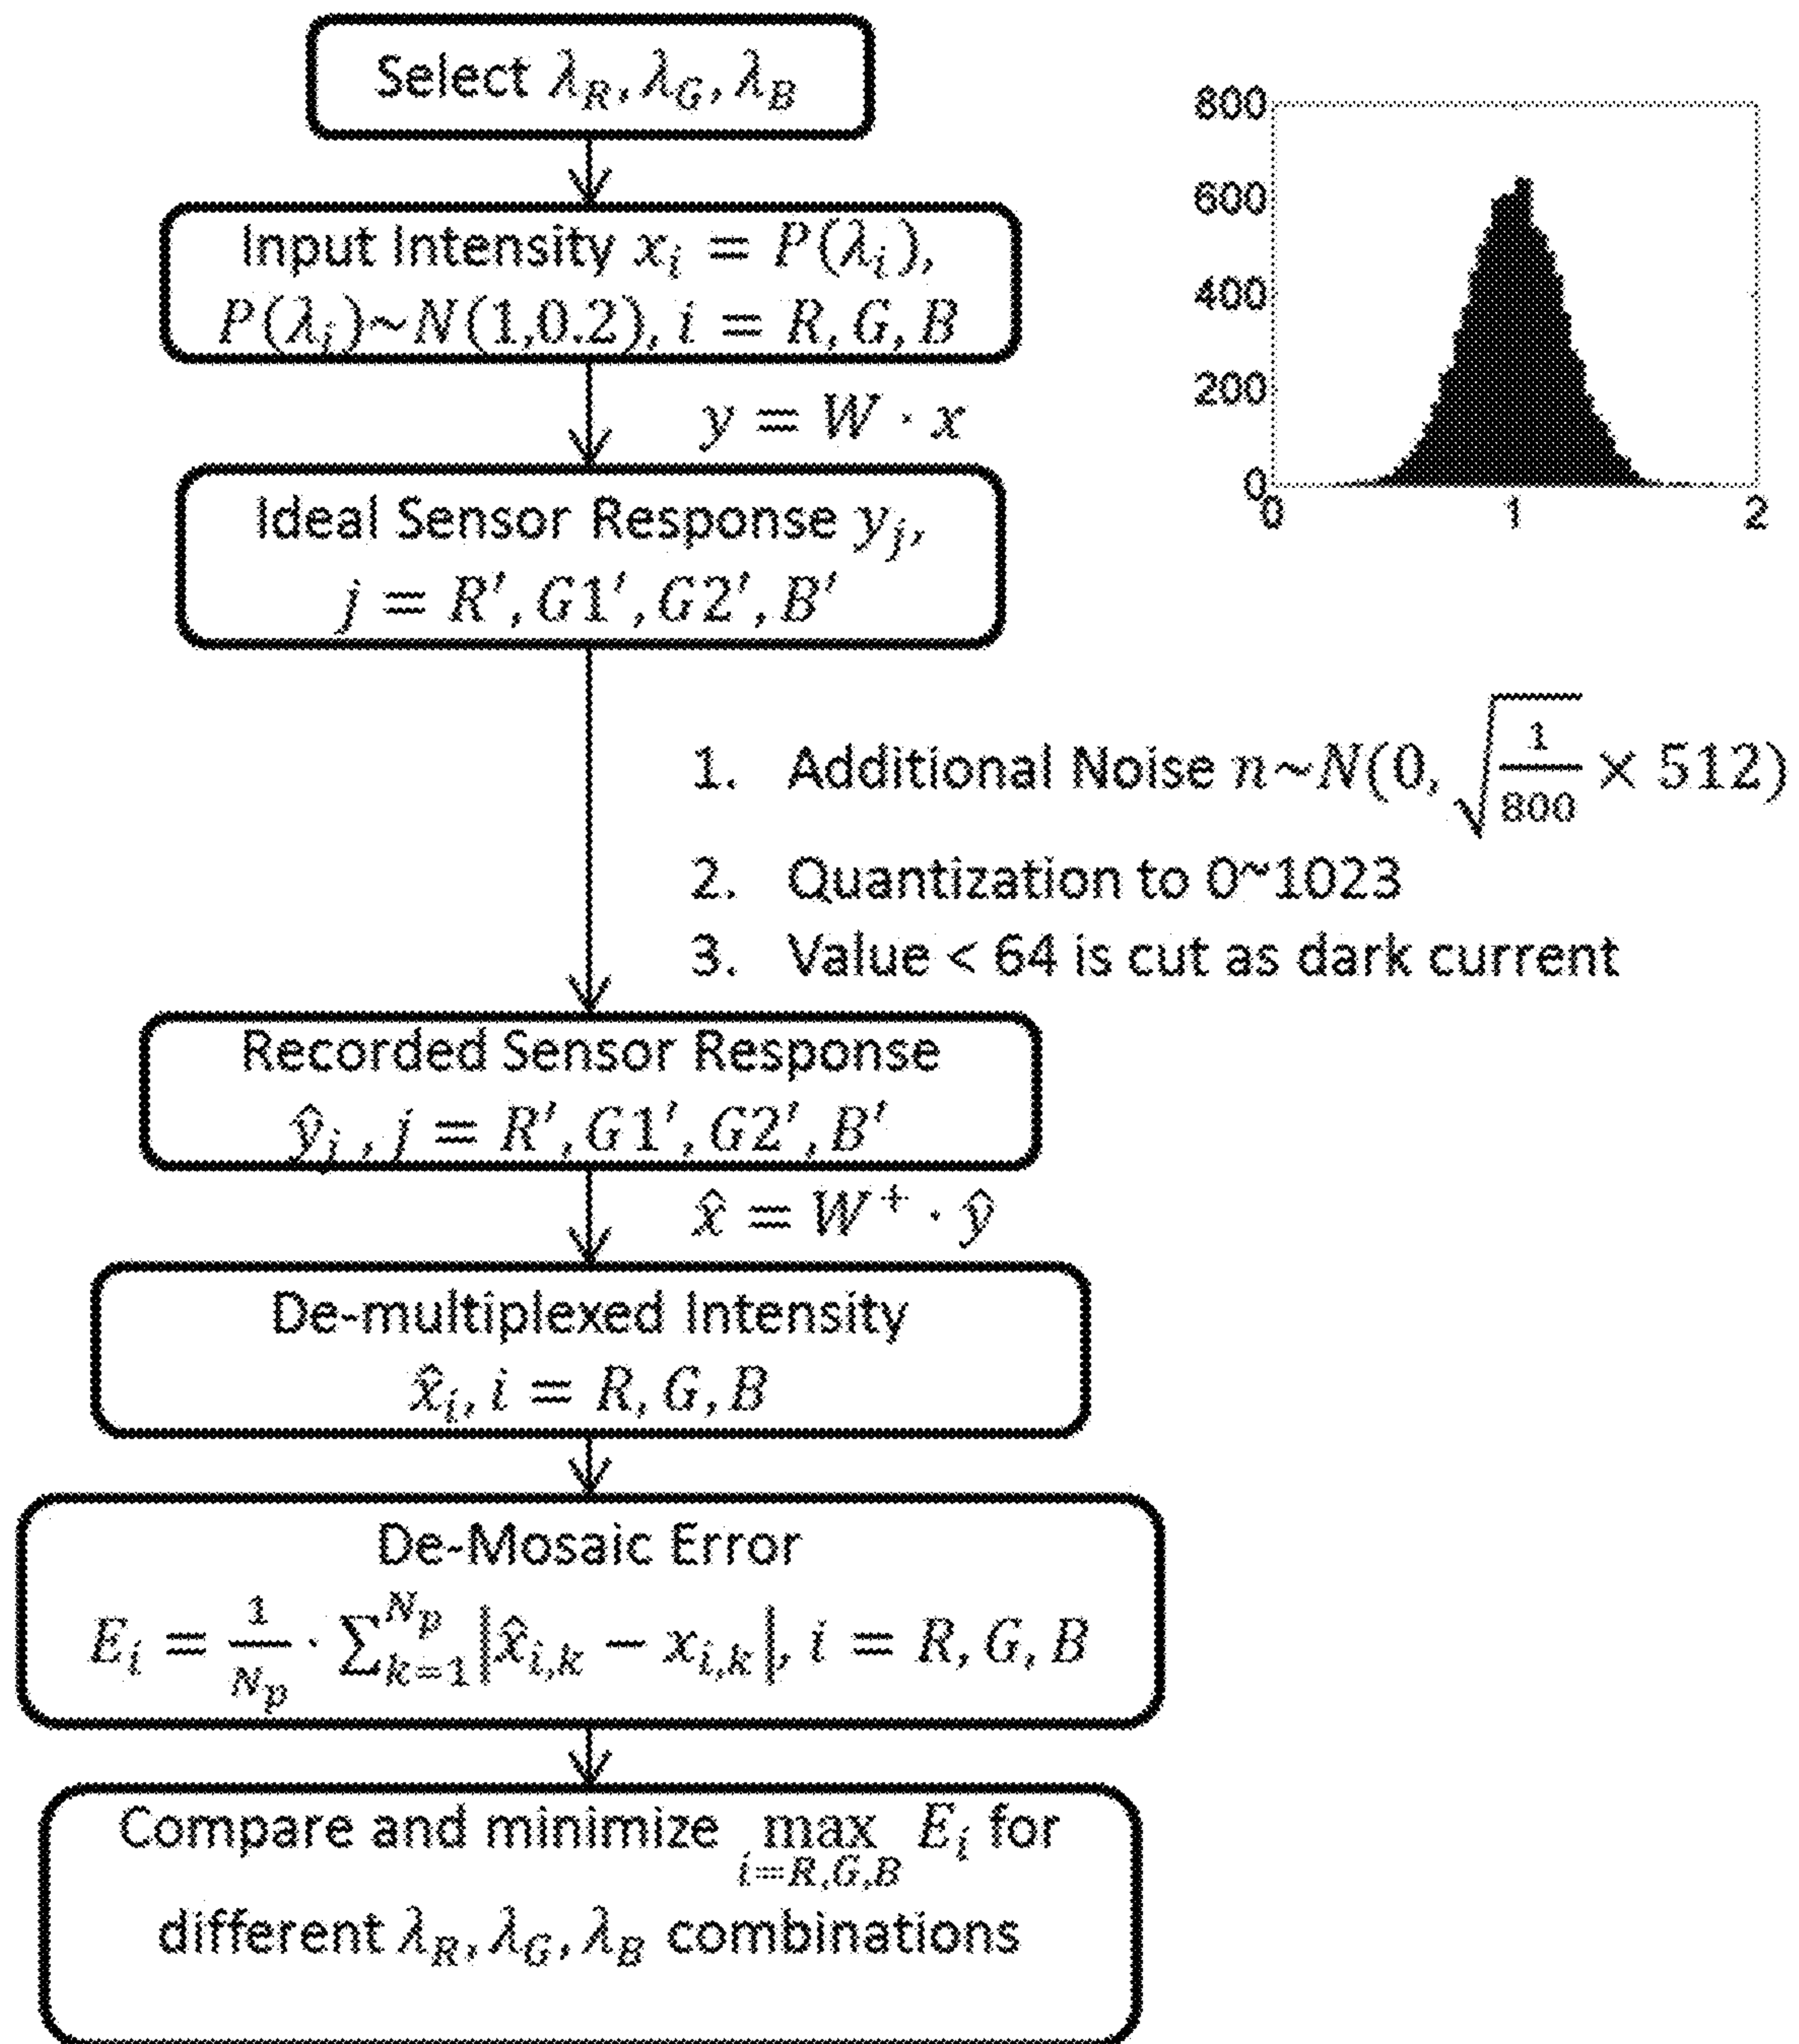 Select λ_R, λ_G, λ_B
Input Intensity x_i = P(λ_i),
P(λ_i)~N(1,0.2), i = R, G, B
y = W · x
Ideal Sensor Response y_j,
j = R′, G1′, G2′, B′
800
600
400
200
0
0 1 2
1. Additional Noise n~N(0, √(1/800) × 512)
2. Quantization to 0~1023
3. Value < 64 is cut as dark current
Recorded Sensor Response
ŷ_j , j = R′, G1′, G2′, B′
x̂ = W⁺ · ŷ
De-multiplexed Intensity
x̂_i, i = R, G, B
De-Mosaic Error
E_i = 1/N_p · ∑_{k=1}^{N_p} |x̂_{i,k} − x_{i,k}|, i = R, G, B
Compare and minimize max_{i=R,G,B} E_i for
different λ_R, λ_G, λ_B combinations